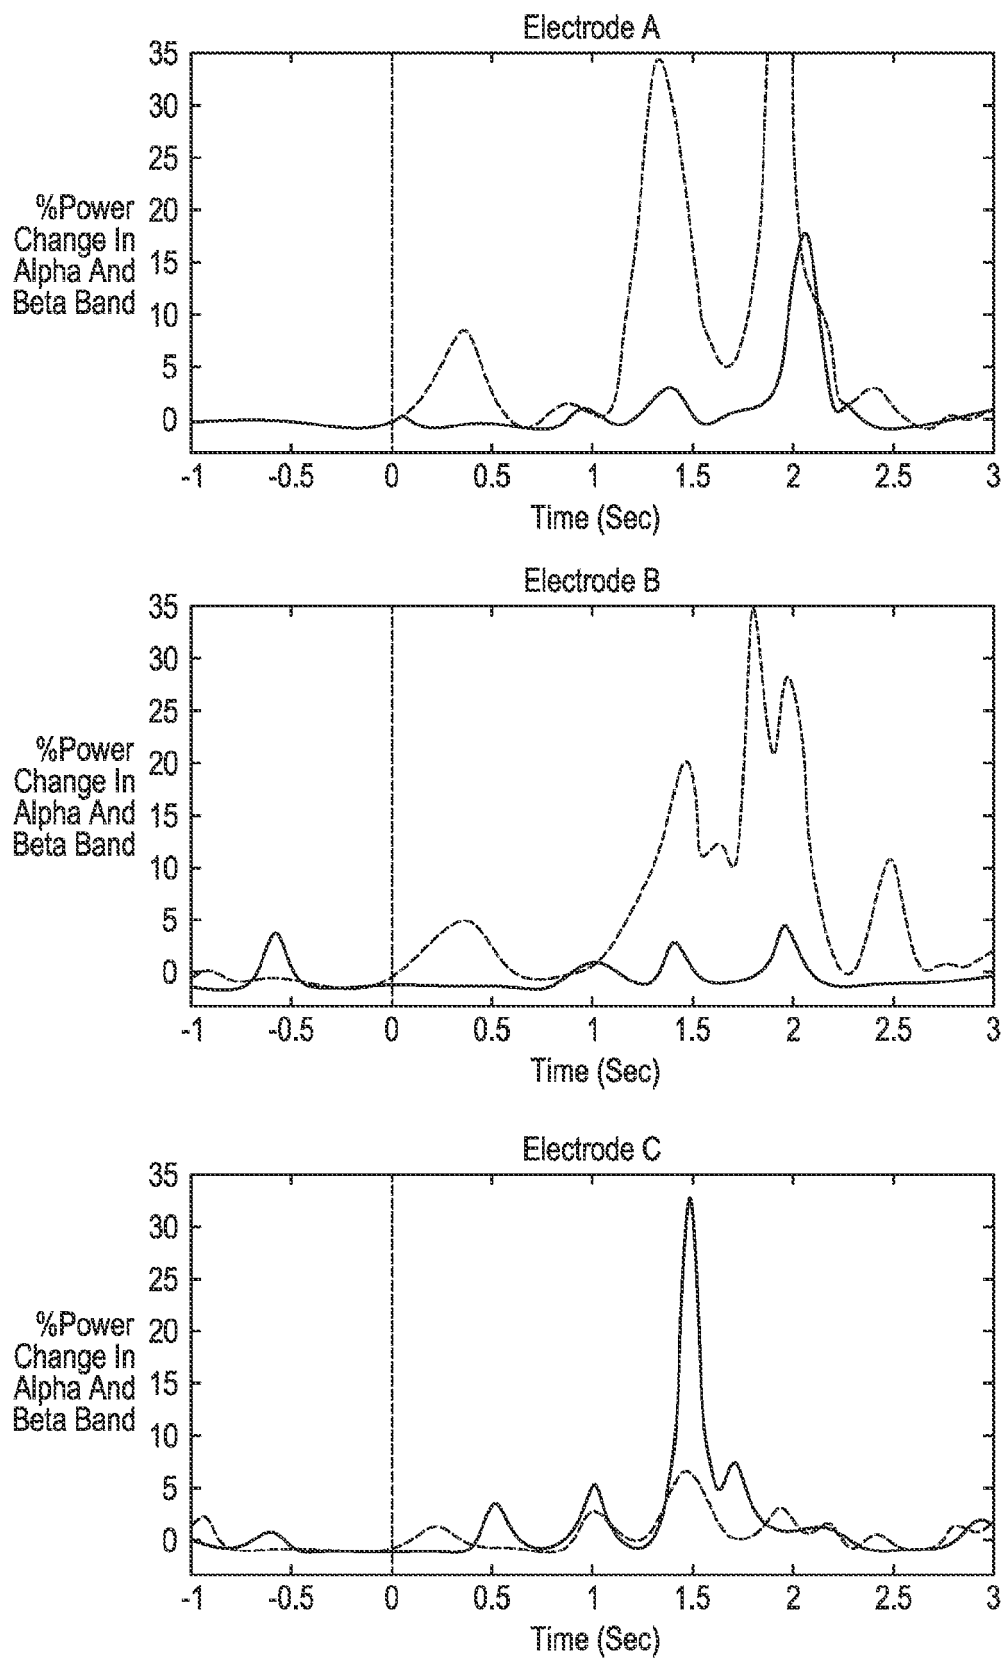 Electrode A
35
30
25
20
15
10
5
0
%Power
Change In
Alpha And
Beta Band
-1 -0.5 0 0.5 1 1.5 2 2.5 3
Time (Sec)
Electrode B
35
30
25
20
15
10
5
0
%Power
Change In
Alpha And
Beta Band
-1 -0.5 0 0.5 1 1.5 2 2.5 3
Time (Sec)
Electrode C
35
30
25
20
15
10
5
0
%Power
Change In
Alpha And
Beta Band
-1 -0.5 0 0.5 1 1.5 2 2.5 3
Time (Sec)